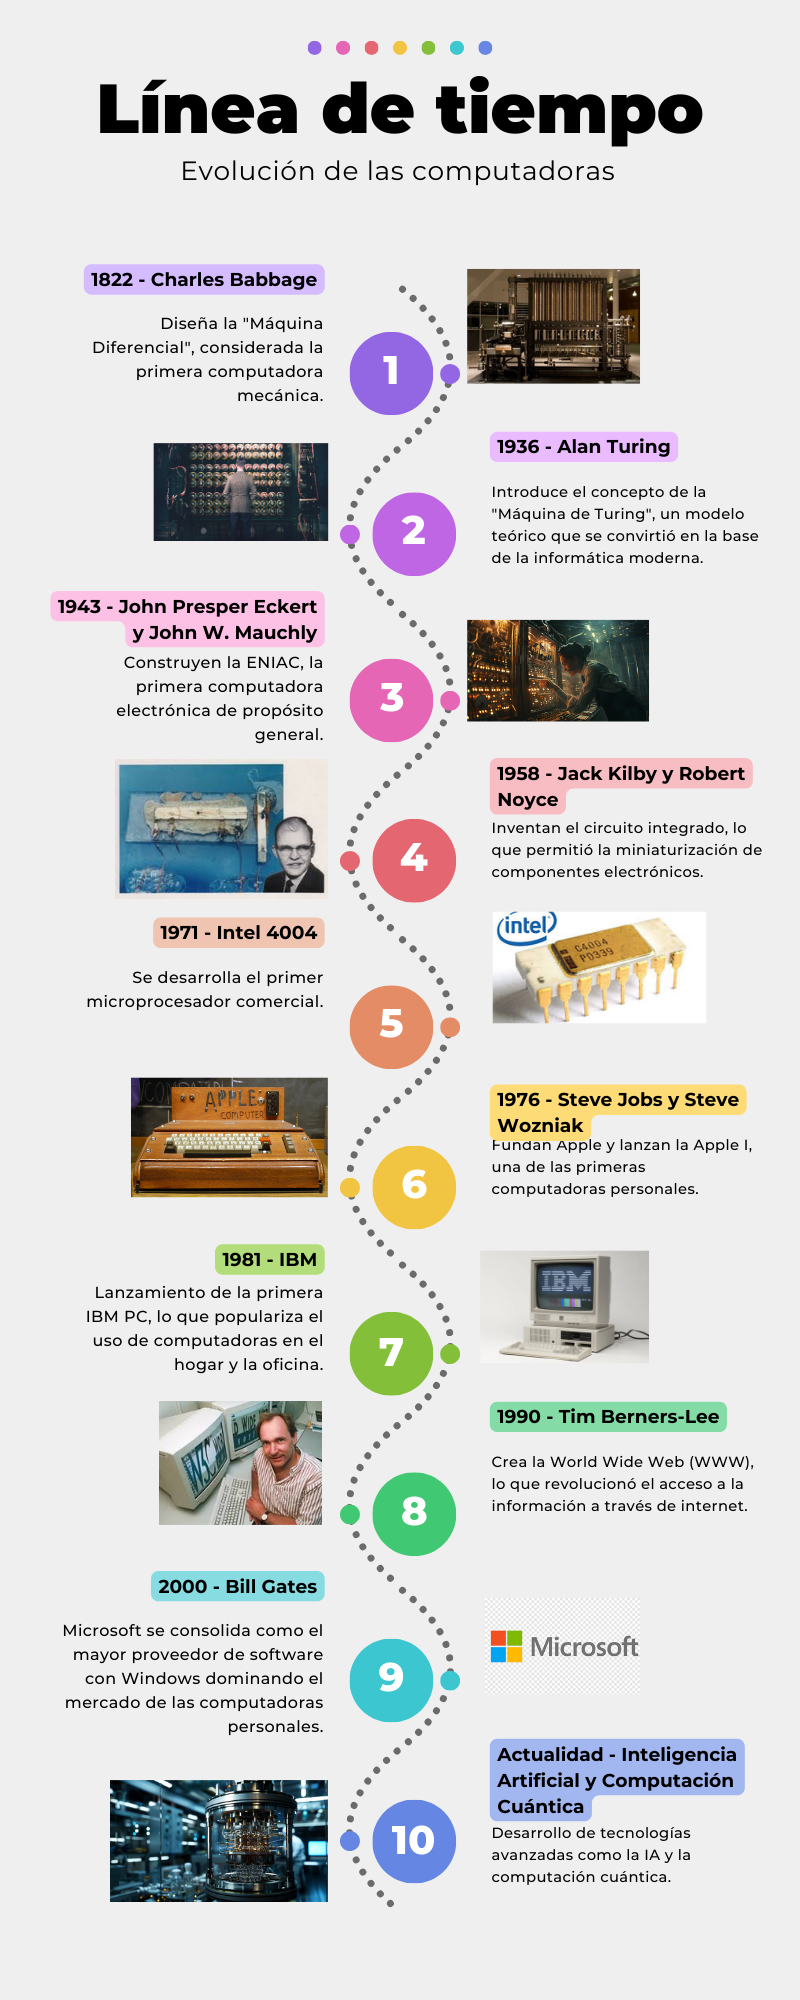 Línea de tiempo
Evolución de las computadoras
1822 - Charles Babbage
Diseña la "Máquina
Diferencial", considerada la
primera computadora
mecánica.
1
1936 - Alan Turing
Introduce el concepto de la
"Máquina de Turing", un modelo
teórico que se convirtió en la base
de la informática moderna.
2
1943 - John Presper Eckert
y John W. Mauchly
Construyen la ENIAC, la
primera computadora
electrónica de propósito
general.
3
1958 - Jack Kilby y Robert
Noyce
Inventan el circuito integrado, lo
que permitió la miniaturización de
componentes electrónicos.
4
1971 - Intel 4004
Se desarrolla el primer
microprocesador comercial.
5
intel
C4004
P0339
APPLE
COMPUTER
1976 - Steve Jobs y Steve
Wozniak
Fundan Apple y lanzan la Apple I,
una de las primeras
computadoras personales.
6
1981 - IBM
Lanzamiento de la primera
IBM PC, lo que populariza el
uso de computadoras en el
hogar y la oficina.
7
IBM
W3C
1990 - Tim Berners-Lee
Crea la World Wide Web (WWW),
lo que revolucionó el acceso a la
información a través de internet.
8
2000 - Bill Gates
Microsoft se consolida como el
mayor proveedor de software
con Windows dominando el
mercado de las computadoras
personales.
9
Microsoft
Actualidad - Inteligencia
Artificial y Computación
Cuántica
Desarrollo de tecnologías
avanzadas como la IA y la
computación cuántica.
10